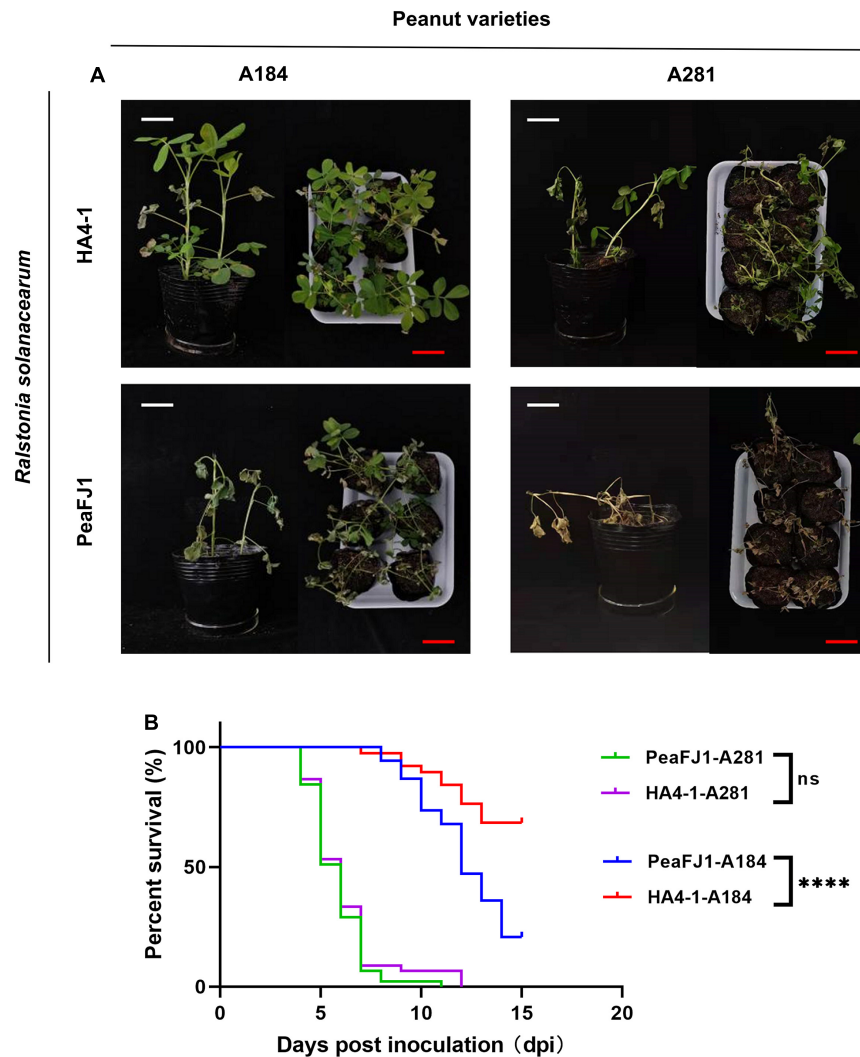 Peanut varieties
A
A184
A281
Ralstonia solanacearum
HA4-1
PeaFJ1
B
Percent survival (%)
100
50
0
0
5
10
15
20
Days post inoculation（dpi）
PeaFJ1-A281
HA4-1-A281
ns
PeaFJ1-A184
HA4-1-A184
****